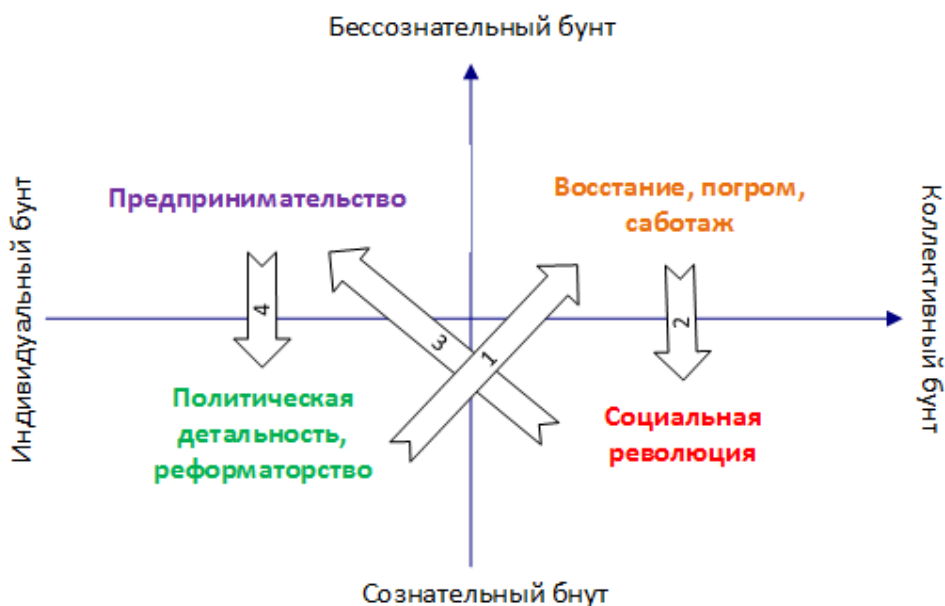 Бессознательный бунт
Предпринимательство
Восстание, погром,
саботаж
Индивидуальный бунт
Коллективный бунт
4
3
1
2
Политическая
детальность,
реформаторство
Социальная
революция
Сознательный бнут